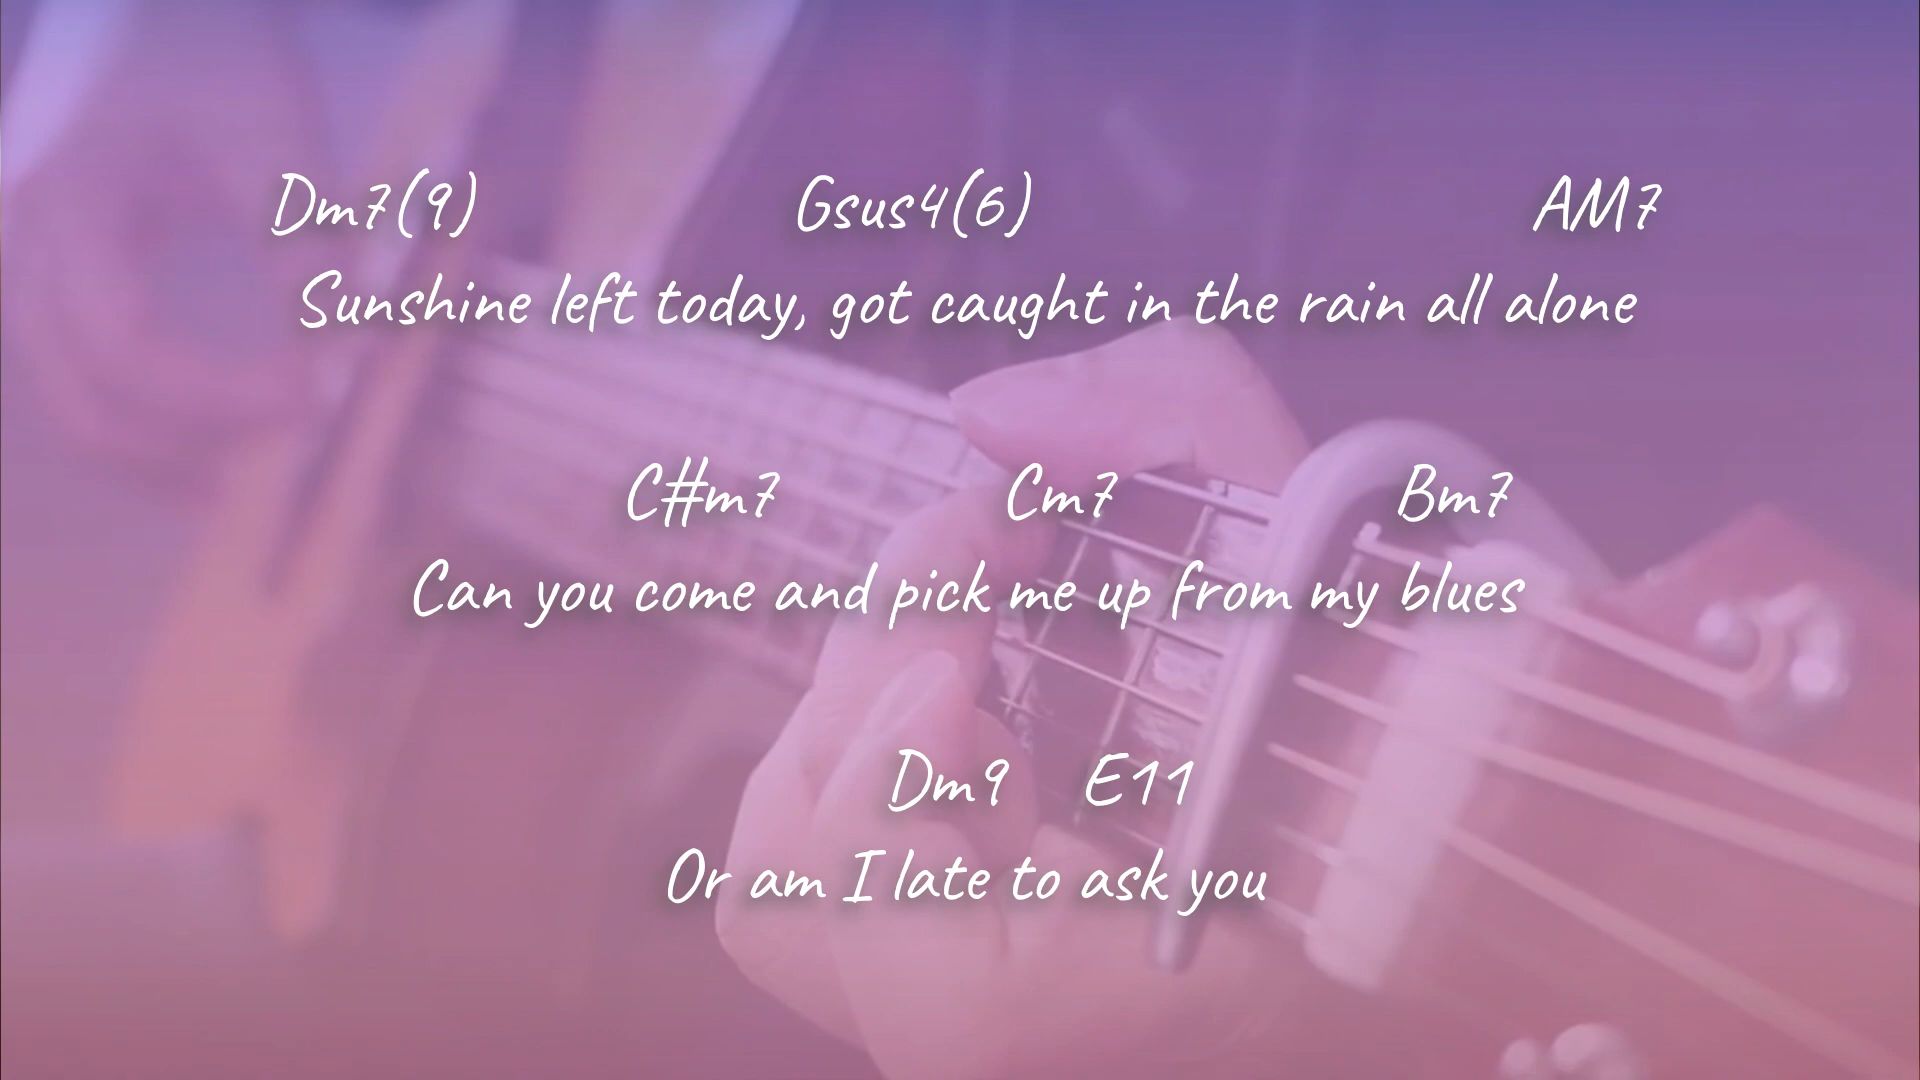 Dm7(9) Gsus4(6) AM7
Sunshine left today, got caught in the rain all alone
C#m7 Cm7 Bm7
Can you come and pick me up from my blues
Dm9 E11
Or am I late to ask you